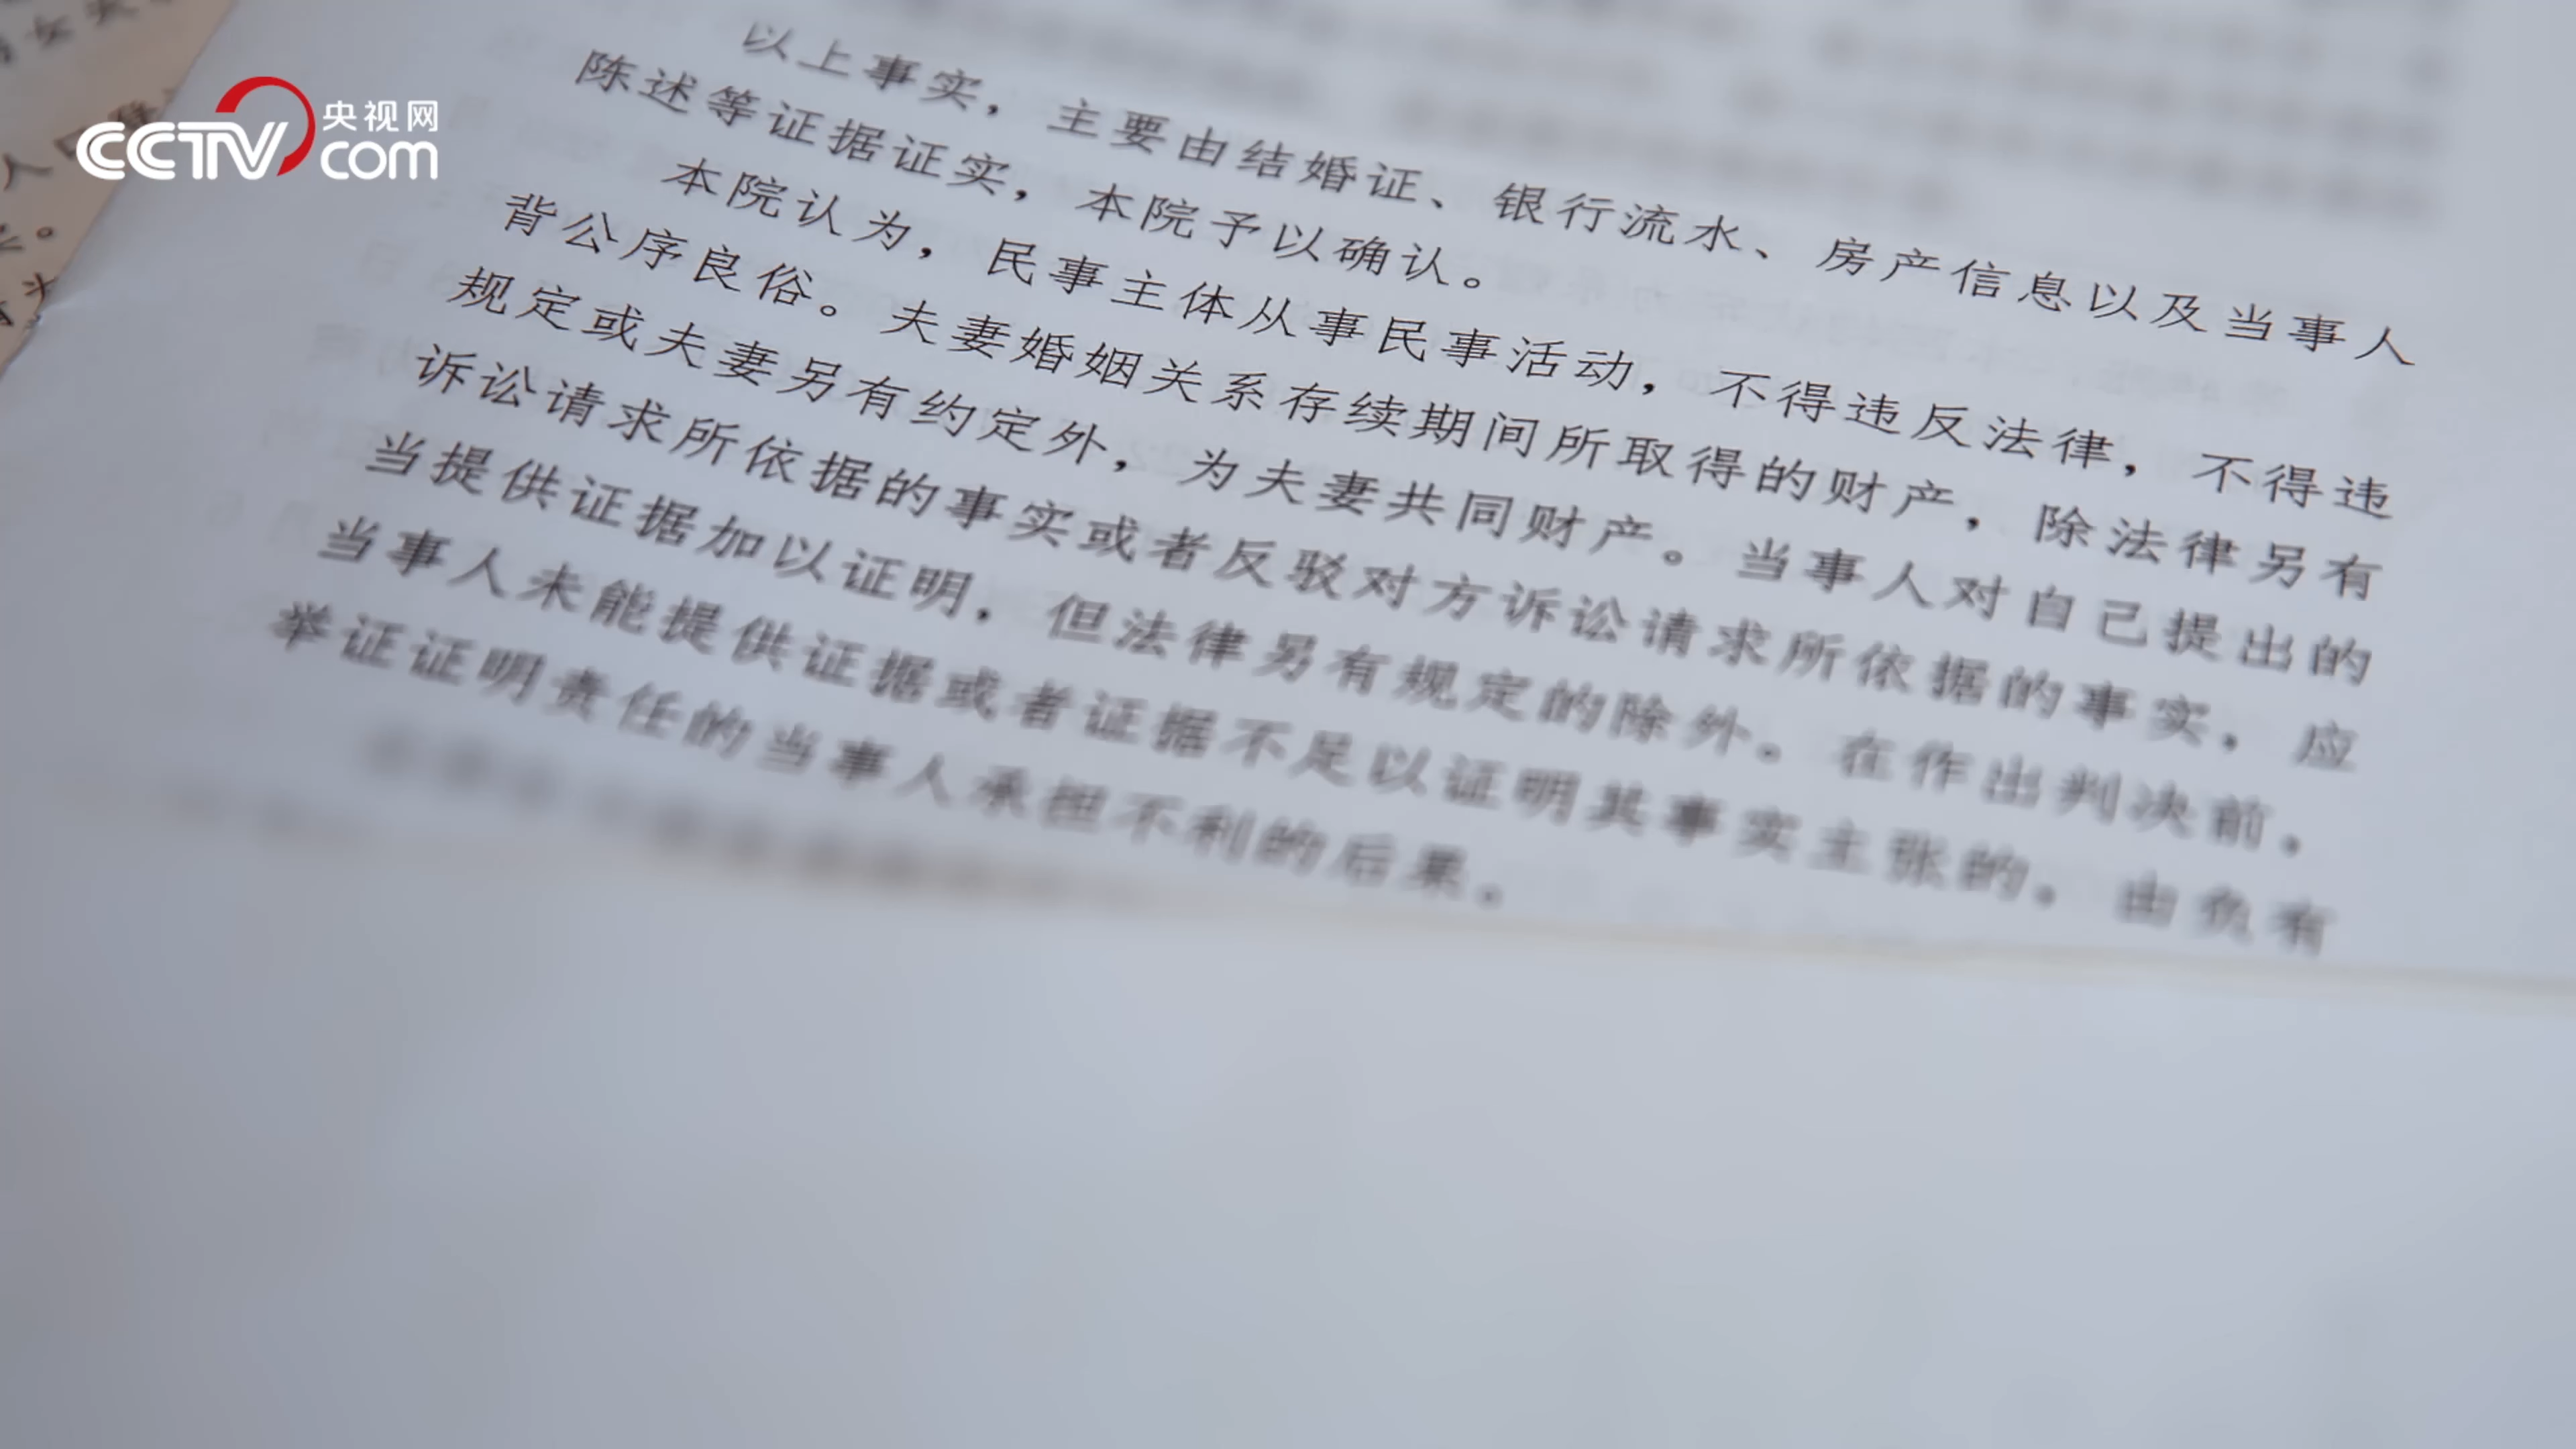 央视网
CCTV com
以上事实，主要由结婚证、银行流水、房产信息以及当事人
陈述等证据证实，本院予以确认。
本院认为，民事主体从事民事活动，不得违反法律，不得违
背公序良俗。夫妻婚姻关系存续期间所取得的财产，除法律另有
规定或夫妻另有约定外，为夫妻共同财产。当事人对自己提出的
诉讼请求所依据的事实或者反驳对方诉讼请求所依据的事实，应
当提供证据加以证明，但法律另有规定的除外。在作出判决前，
当事人未能提供证据或者证据不足以证明其事实主张的，由负有
举证证明责任的当事人承担不利的后果。